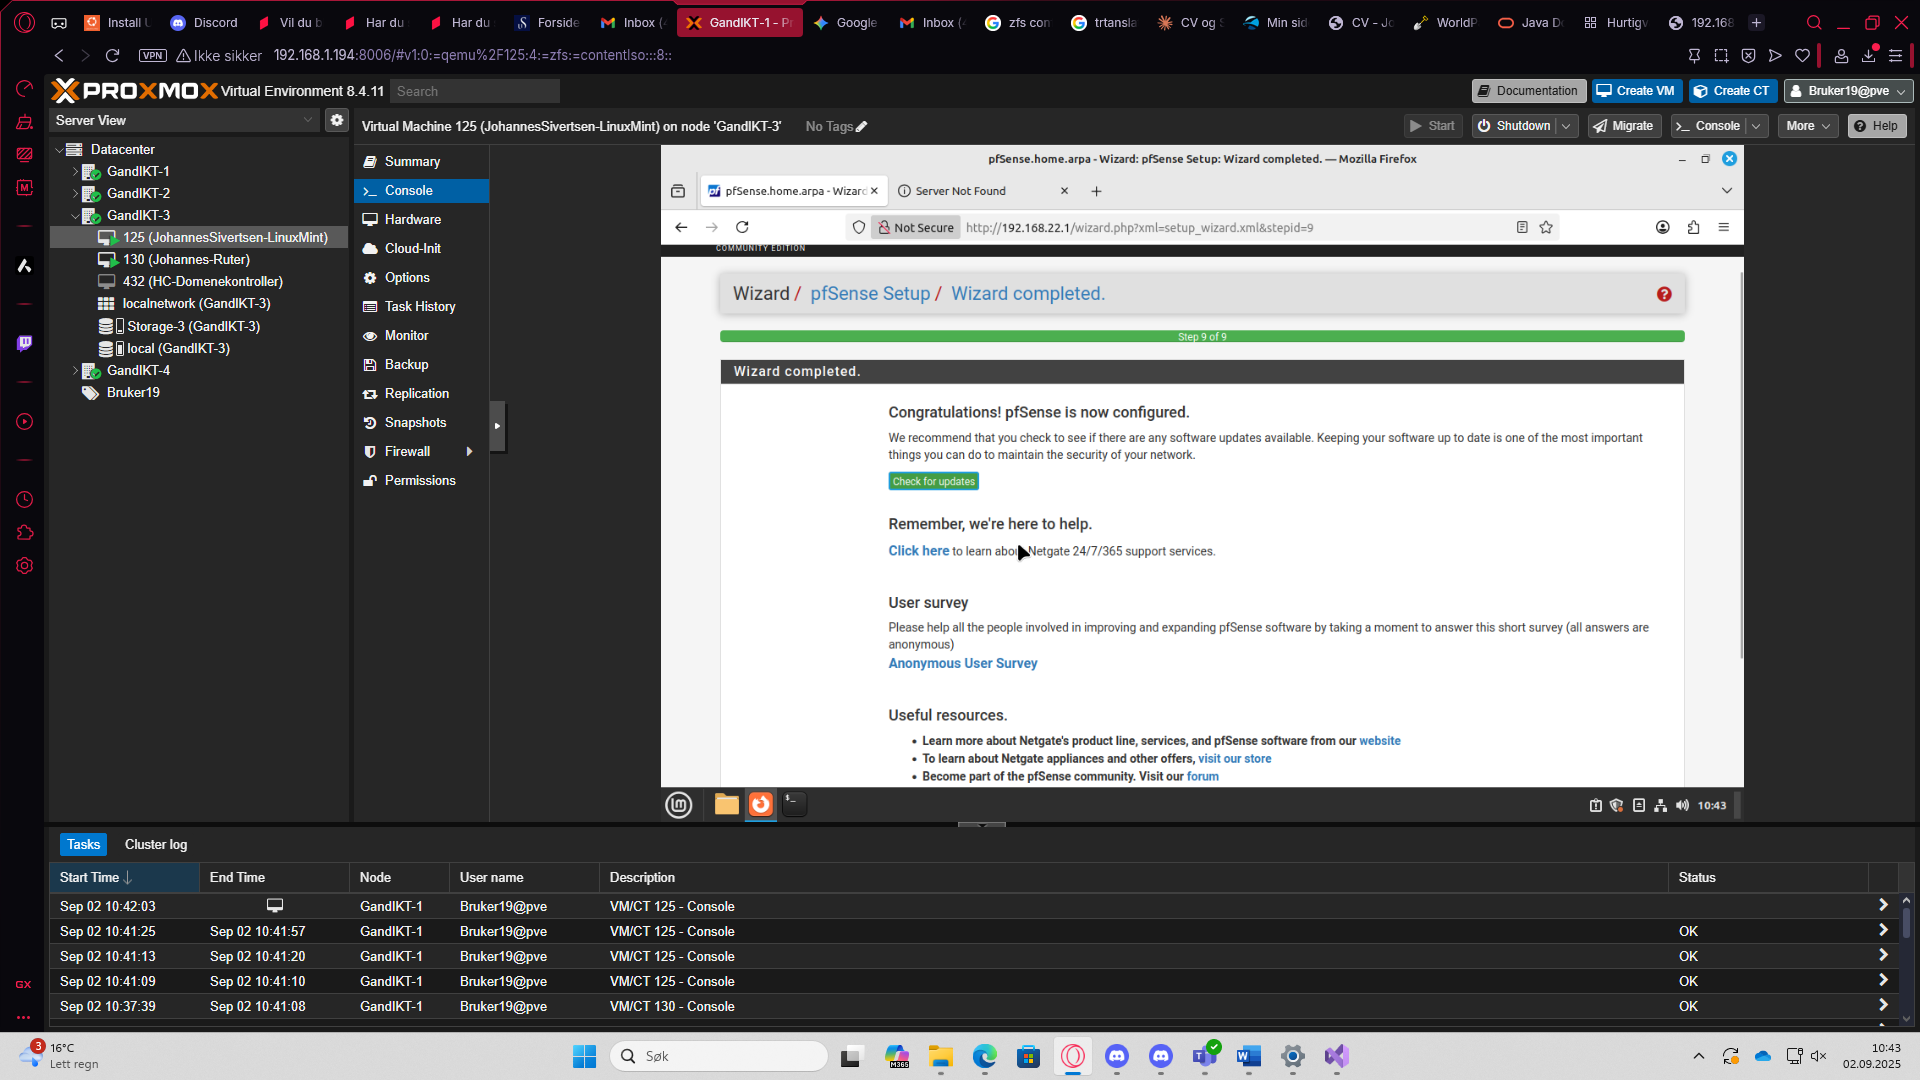 Install U
Discord
Vil du b
Har du
Har du
Forside
Inbox (4
GandIKT-1 - Pr
Google
Inbox (4
zfs con
trtransla
CV og S
Min sid
CV - Jo
WorldP
Java D
Hurtigv
192.168
VPN
Ikke sikker
192.168.1.194:8006/#v1:0:=qemu%2F125:4:=zfs:=contentIso:::8::
PROXMOX Virtual Environment 8.4.11
Search
Documentation
Create VM
Create CT
Bruker19@pve
Server View
Virtual Machine 125 (JohannesSivertsen-LinuxMint) on node 'GandIKT-3'
No Tags
Start
Shutdown
Migrate
Console
More
Help
Datacenter
GandIKT-1
GandIKT-2
GandIKT-3
125 (JohannesSivertsen-LinuxMint)
130 (Johannes-Ruter)
432 (HC-Domenekontroller)
localnetwork (GandIKT-3)
Storage-3 (GandIKT-3)
local (GandIKT-3)
GandIKT-4
Bruker19
Summary
Console
Hardware
Cloud-Init
Options
Task History
Monitor
Backup
Replication
Snapshots
Firewall
Permissions
pfSense.home.arpa - Wizard: pfSense Setup: Wizard completed. — Mozilla Firefox
pfSense.home.arpa - Wizard
Server Not Found
Not Secure
http://192.168.22.1/wizard.php?xml=setup_wizard.xml&stepid=9
COMMUNITY EDITION
Wizard / pfSense Setup / Wizard completed.
Step 9 of 9
Wizard completed.
Congratulations! pfSense is now configured.
We recommend that you check to see if there are any software updates available. Keeping your software up to date is one of the most important
things you can do to maintain the security of your network.
Check for updates
Remember, we're here to help.
Click here to learn about Netgate 24/7/365 support services.
User survey
Please help all the people involved in improving and expanding pfSense software by taking a moment to answer this short survey (all answers are
anonymous)
Anonymous User Survey
Useful resources.
• Learn more about Netgate's product line, services, and pfSense software from our website
• To learn about Netgate appliances and other offers, visit our store
• Become part of the pfSense community. Visit our forum
10:43
Tasks
Cluster log
Start Time
End Time
Node
User name
Description
Status
Sep 02 10:42:03
GandIKT-1
Bruker19@pve
VM/CT 125 - Console
Sep 02 10:41:25
Sep 02 10:41:57
GandIKT-1
Bruker19@pve
VM/CT 125 - Console
OK
Sep 02 10:41:13
Sep 02 10:41:20
GandIKT-1
Bruker19@pve
VM/CT 125 - Console
OK
Sep 02 10:41:09
Sep 02 10:41:10
GandIKT-1
Bruker19@pve
VM/CT 125 - Console
OK
Sep 02 10:37:39
Sep 02 10:41:08
GandIKT-1
Bruker19@pve
VM/CT 130 - Console
OK
GX
3
16°C
Lett regn
Søk
M365
10:43
02.09.2025